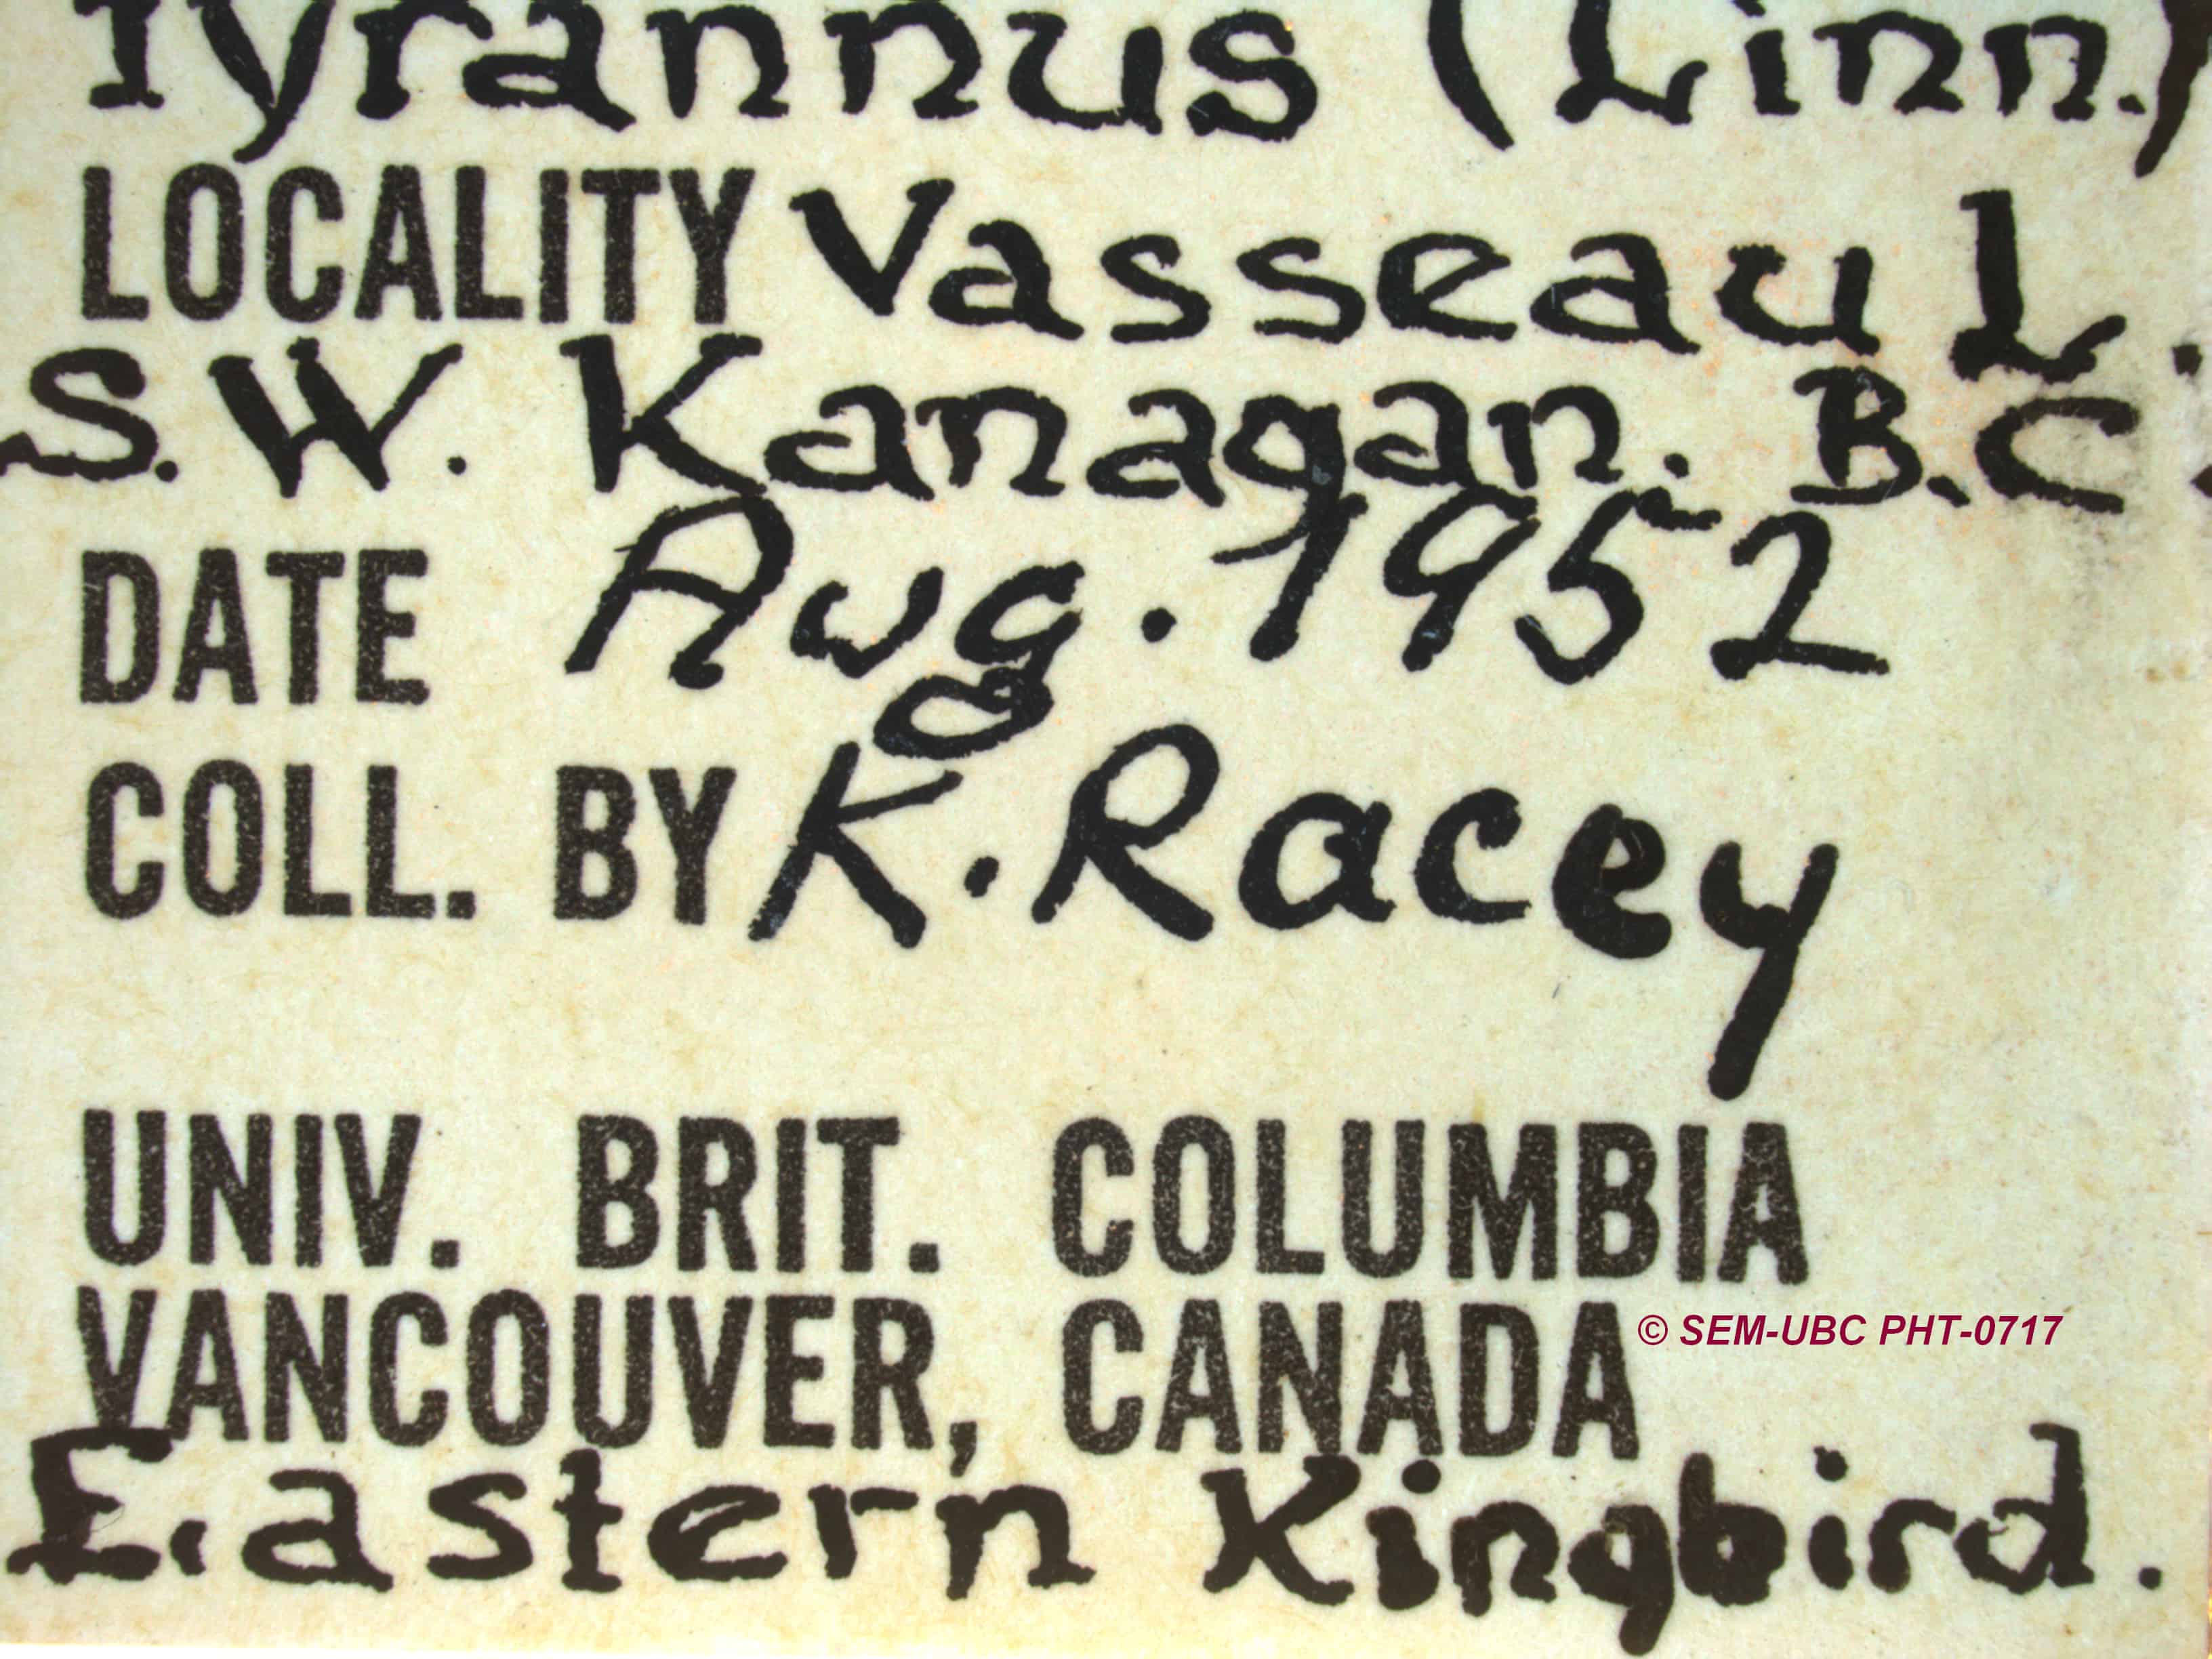 Tyrannus (Linn.)
LOCALITY Vasseau L.
S.W. Kanagan. B.C.
DATE Aug. 1952
COLL. BY K. Racey
UNIV. BRIT. COLUMBIA
VANCOUVER, CANADA
© SEM-UBC PHT-0717
Eastern Kingbird.